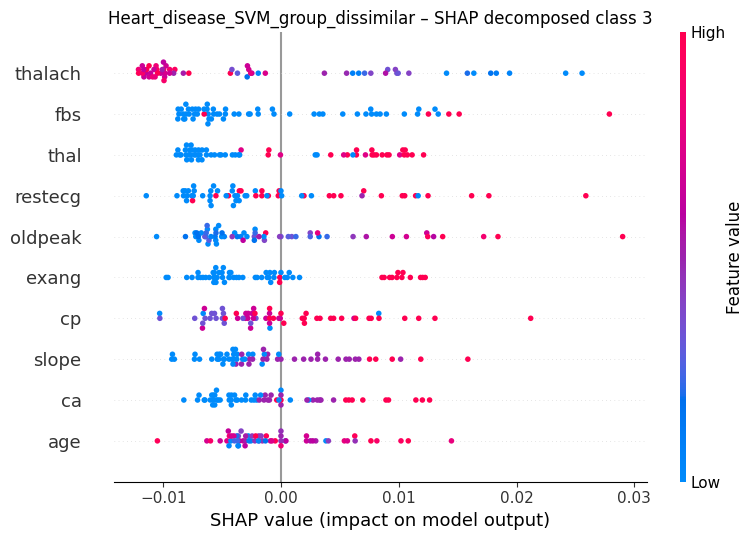 Heart_disease_SVM_group_dissimilar – SHAP decomposed class 3
High
thalach
fbs
thal
restecg
oldpeak
exang
cp
slope
ca
age
Feature value
Low
−0.01
0.00
0.01
0.02
0.03
SHAP value (impact on model output)